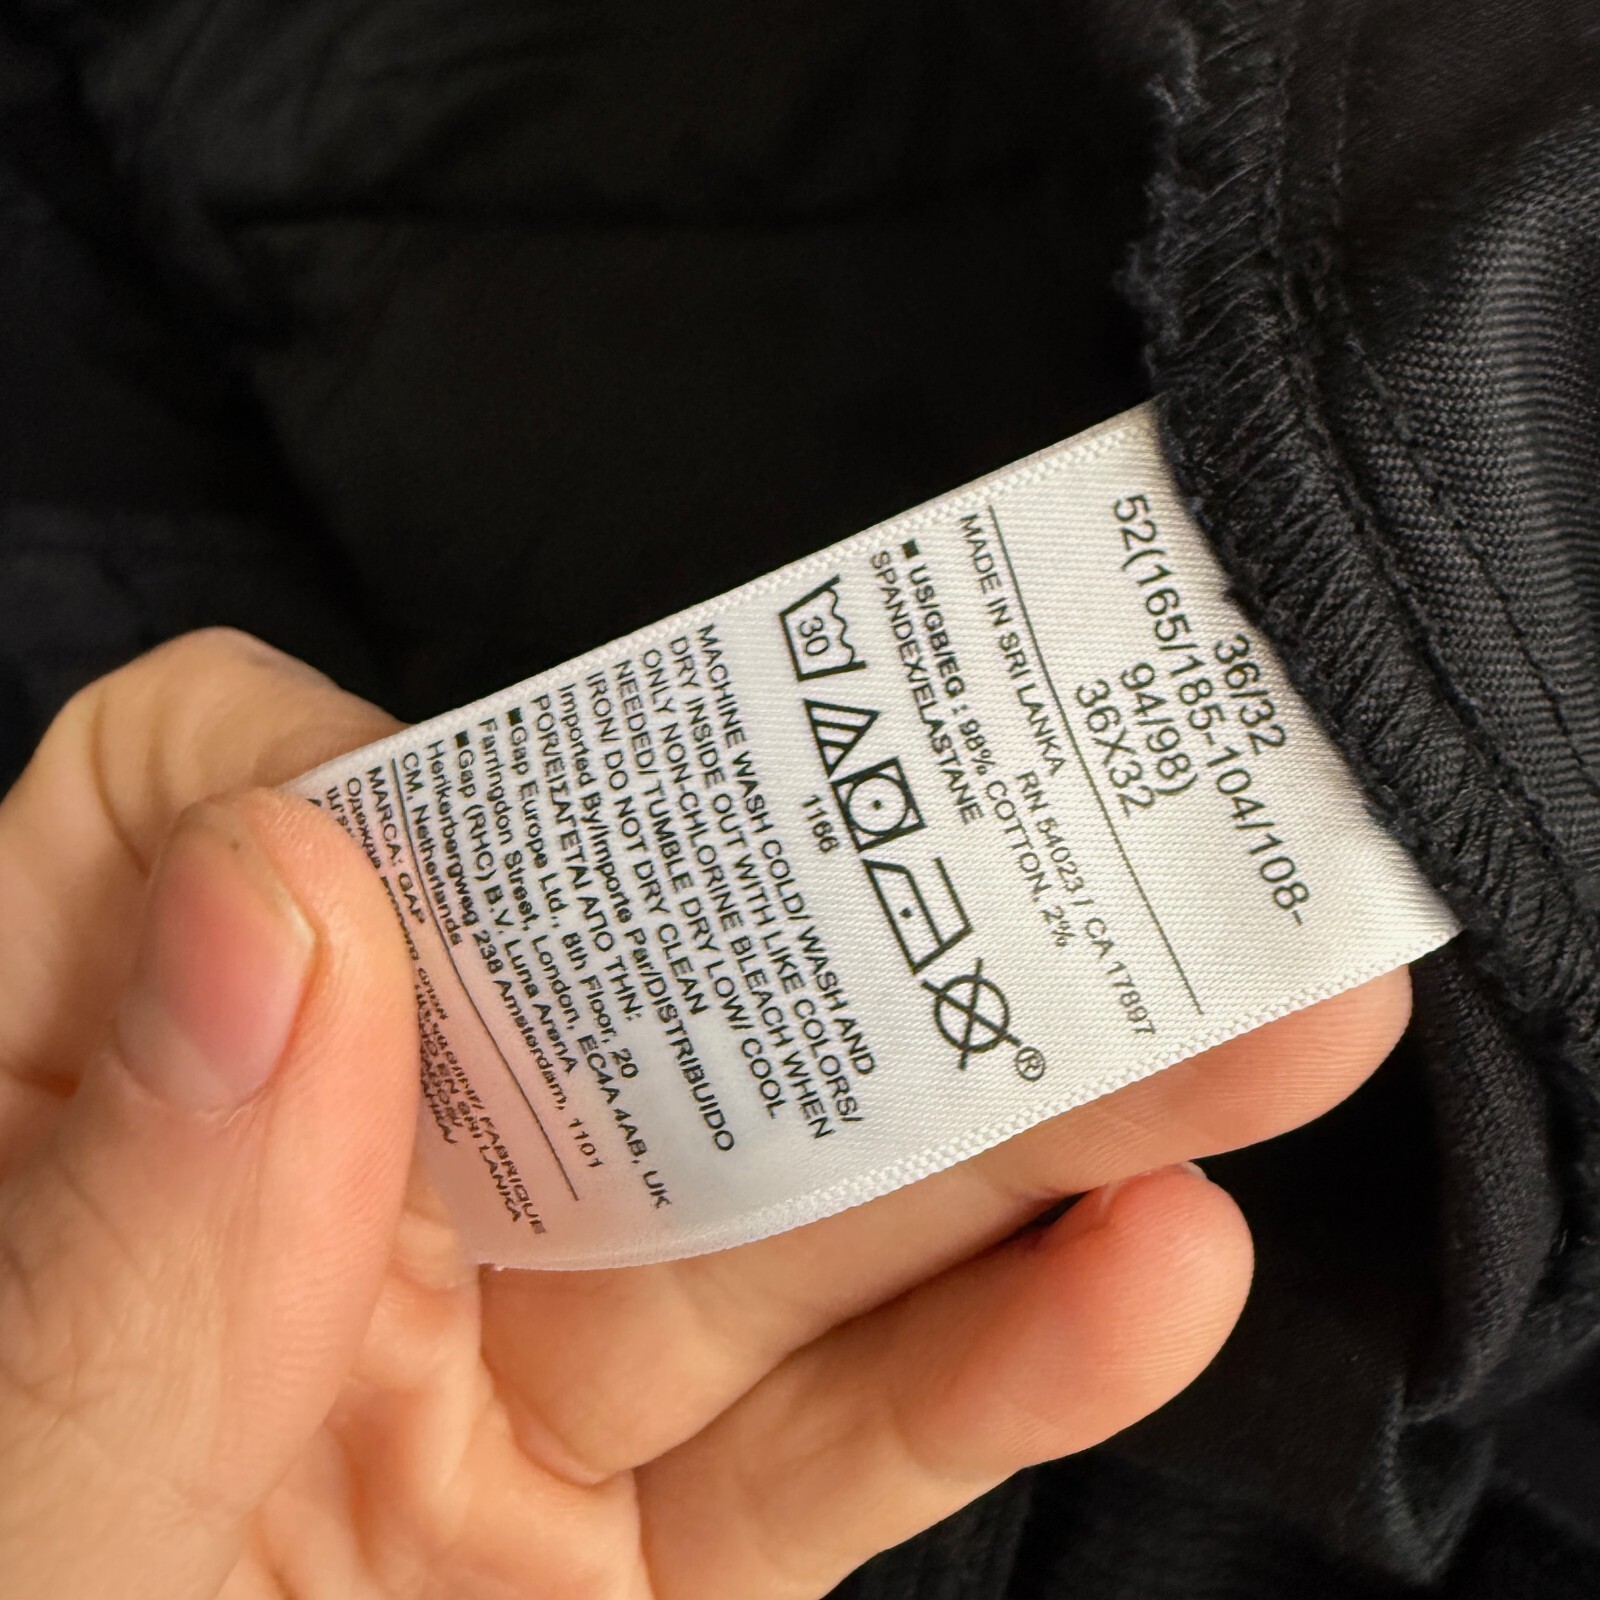 36/32
52(165/185-104/108-
94/98)
36X32
RN 54023 / CA 17897
MADE IN SRI LANKA
■ US/GB/EG : 98% COTTON, 2%
SPANDEX/ELASTANE
30
®
1166
MACHINE WASH COLD/ WASH AND
DRY INSIDE OUT WITH LIKE COLORS/
ONLY NON-CHLORINE BLEACH WHEN
NEEDED/ TUMBLE DRY LOW/ COOL
IRON/ DO NOT DRY CLEAN
Imported By/Importe Par/DISTRIBUIDO
POR/ΕΙΣΑΓΕΤΑΙ ΑΠΟ ΤΗΝ:
■Gap Europe Ltd., 8th Floor, 20
Farringdon Street, London, EC4A 4AB, UK
■Gap (RHC) B.V. Luna ArenA
Herikerbergweg 238 Amsterdam, 1101
CM, Netherlands
MARCA: GAP
FABRIQUE
EN SRI LANKA